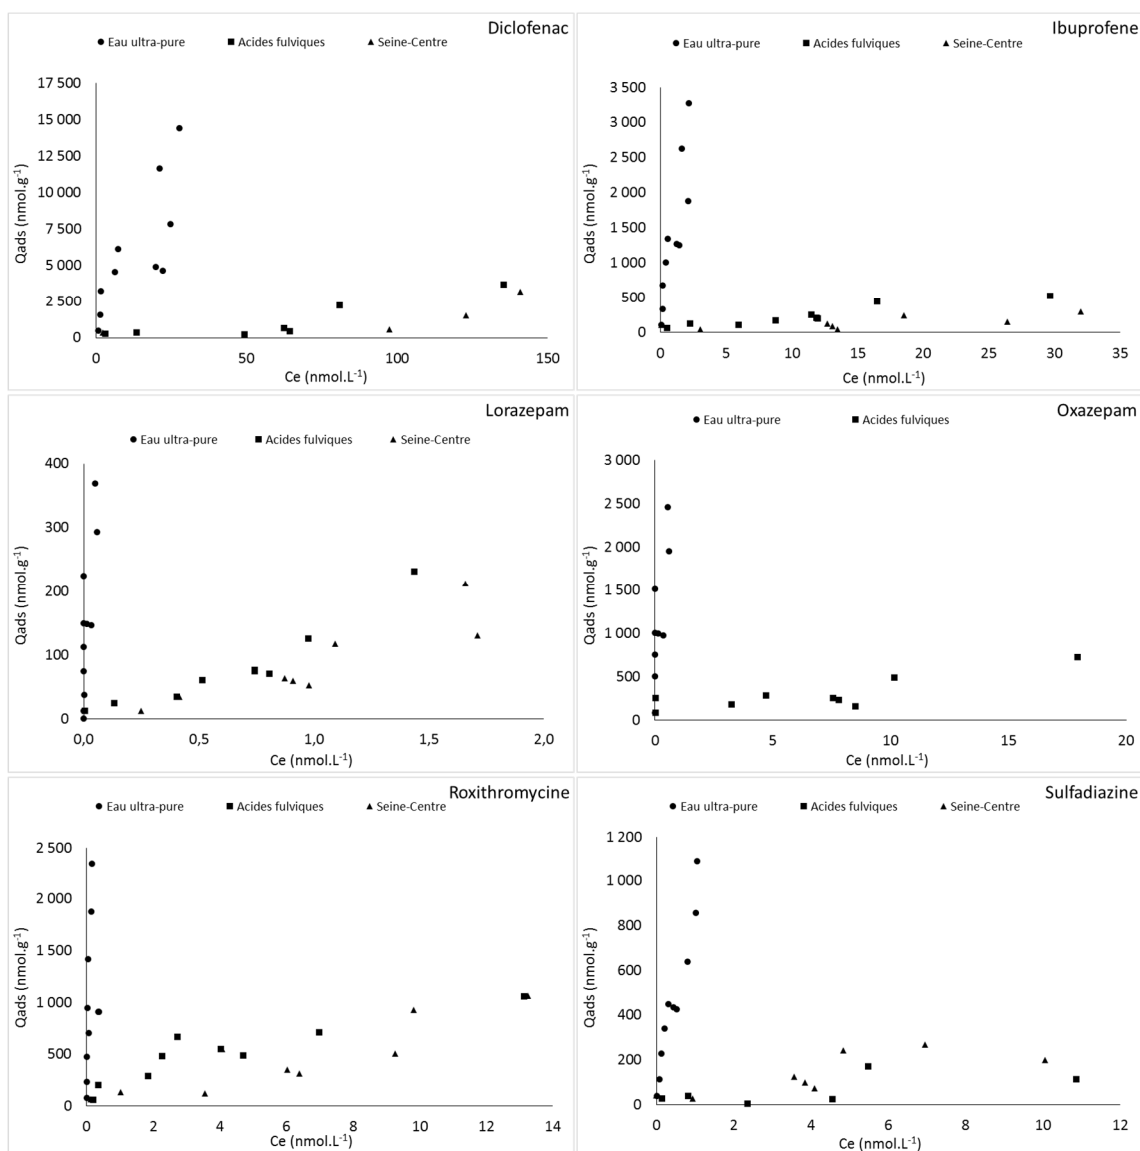 Diclofenac
Eau ultra-pure Acides fulviques Seine-Centre
17 500
15 000
12 500
10 000
7 500
5 000
2 500
0
0 50 100 150
Qads (nmol.g-1)
Ce (nmol.L-1)
Ibuprofene
Eau ultra-pure Acides fulviques Seine-Centre
3 500
3 000
2 500
2 000
1 500
1 000
500
0
0 5 10 15 20 25 30 35
Qads (nmol.g-1)
Ce (nmol.L-1)
Lorazepam
Eau ultra-pure Acides fulviques Seine-Centre
400
300
200
100
0
0,0 0,5 1,0 1,5 2,0
Qads (nmol.g-1)
Ce (nmol.L-1)
Oxazepam
Eau ultra-pure Acides fulviques
3 000
2 500
2 000
1 500
1 000
500
0
0 5 10 15 20
Qads (nmol.g-1)
Ce (nmol.L-1)
Roxithromycine
Eau ultra-pure Acides fulviques Seine-Centre
2 500
2 000
1 500
1 000
500
0
0 2 4 6 8 10 12 14
Qads (nmol.g-1)
Ce (nmol.L-1)
Sulfadiazine
Eau ultra-pure Acides fulviques Seine-Centre
1 200
1 000
800
600
400
200
0
0 2 4 6 8 10 12
Qads (nmol.g-1)
Ce (nmol.L-1)